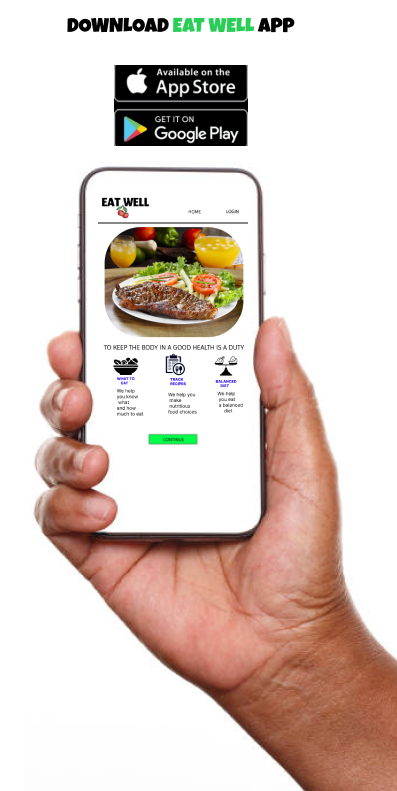 DOWNLOAD EAT WELL APP
Available on the
App Store
GET IT ON
Google Play
EAT WELL
HOME LOGIN
TO KEEP THE BODY IN A GOOD HEALTH IS A DUTY
WHAT TO
EAT
We help
you know
what
and how
much to eat
TRACK
RECIPES
We help you
make
nutritious
food choices
BALANCED
DIET
We help
you eat
a balanced
diet
CONTINUE